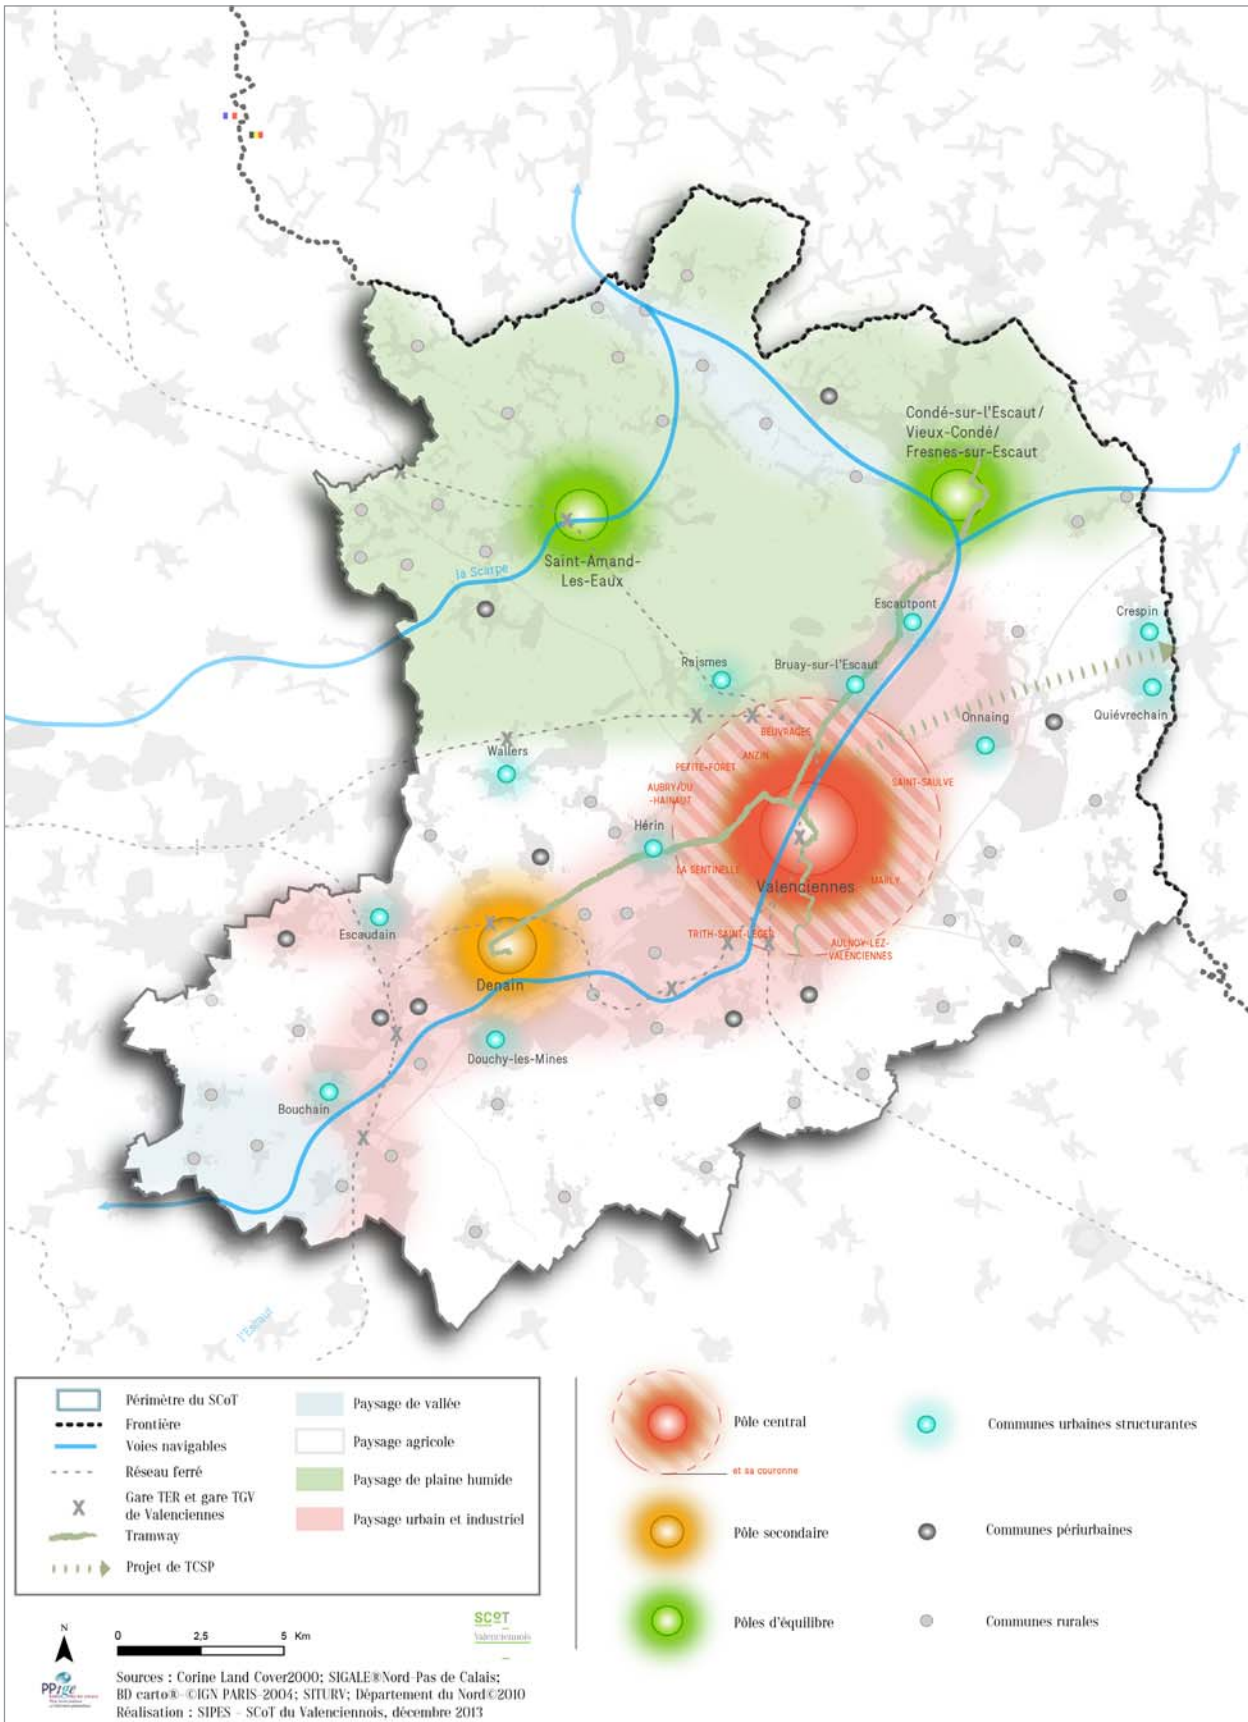 Condé-sur-l'Escaut/
Vieux-Condé/
Fresnes-sur-Escaut
Saint-Amand-
Les-Eaux
la Scarpe
Escautpont
Crespin
Raismes
Bruay-sur-l'Escaut
Onnaing
Quiévrechain
BEUVRAGES
Wallers
ANZIN
PETITE-FORÊT
SAINT-SAULVE
AUBRY/DU
-HAINAUT
Hérin
LA SENTINELLE
MARLY
Valenciennes
Escaudain
TRITH-SAINT-LÉGER
AULNOY-LEZ-
VALENCIENNES
Denain
Douchy-les-Mines
Bouchain
l'Escaut
Périmètre du SCoT
Frontière
Voies navigables
Réseau ferré
X
Gare TER et gare TGV
de Valenciennes
Tramway
Projet de TCSP
Paysage de vallée
Paysage agricole
Paysage de plaine humide
Paysage urbain et industriel
Pôle central
et sa couronne
Pôle secondaire
Pôles d'équilibre
Communes urbaines structurantes
Communes périurbaines
Communes rurales
N
0 2,5 5 Km
SCOT
Valenciennois
PPige
Sources : Corine Land Cover2000; SIGALE®Nord-Pas de Calais;
BD carto®-©IGN PARIS-2004; SITURV; Département du Nord©2010
Réalisation : SIPES - SCoT du Valenciennois, décembre 2013